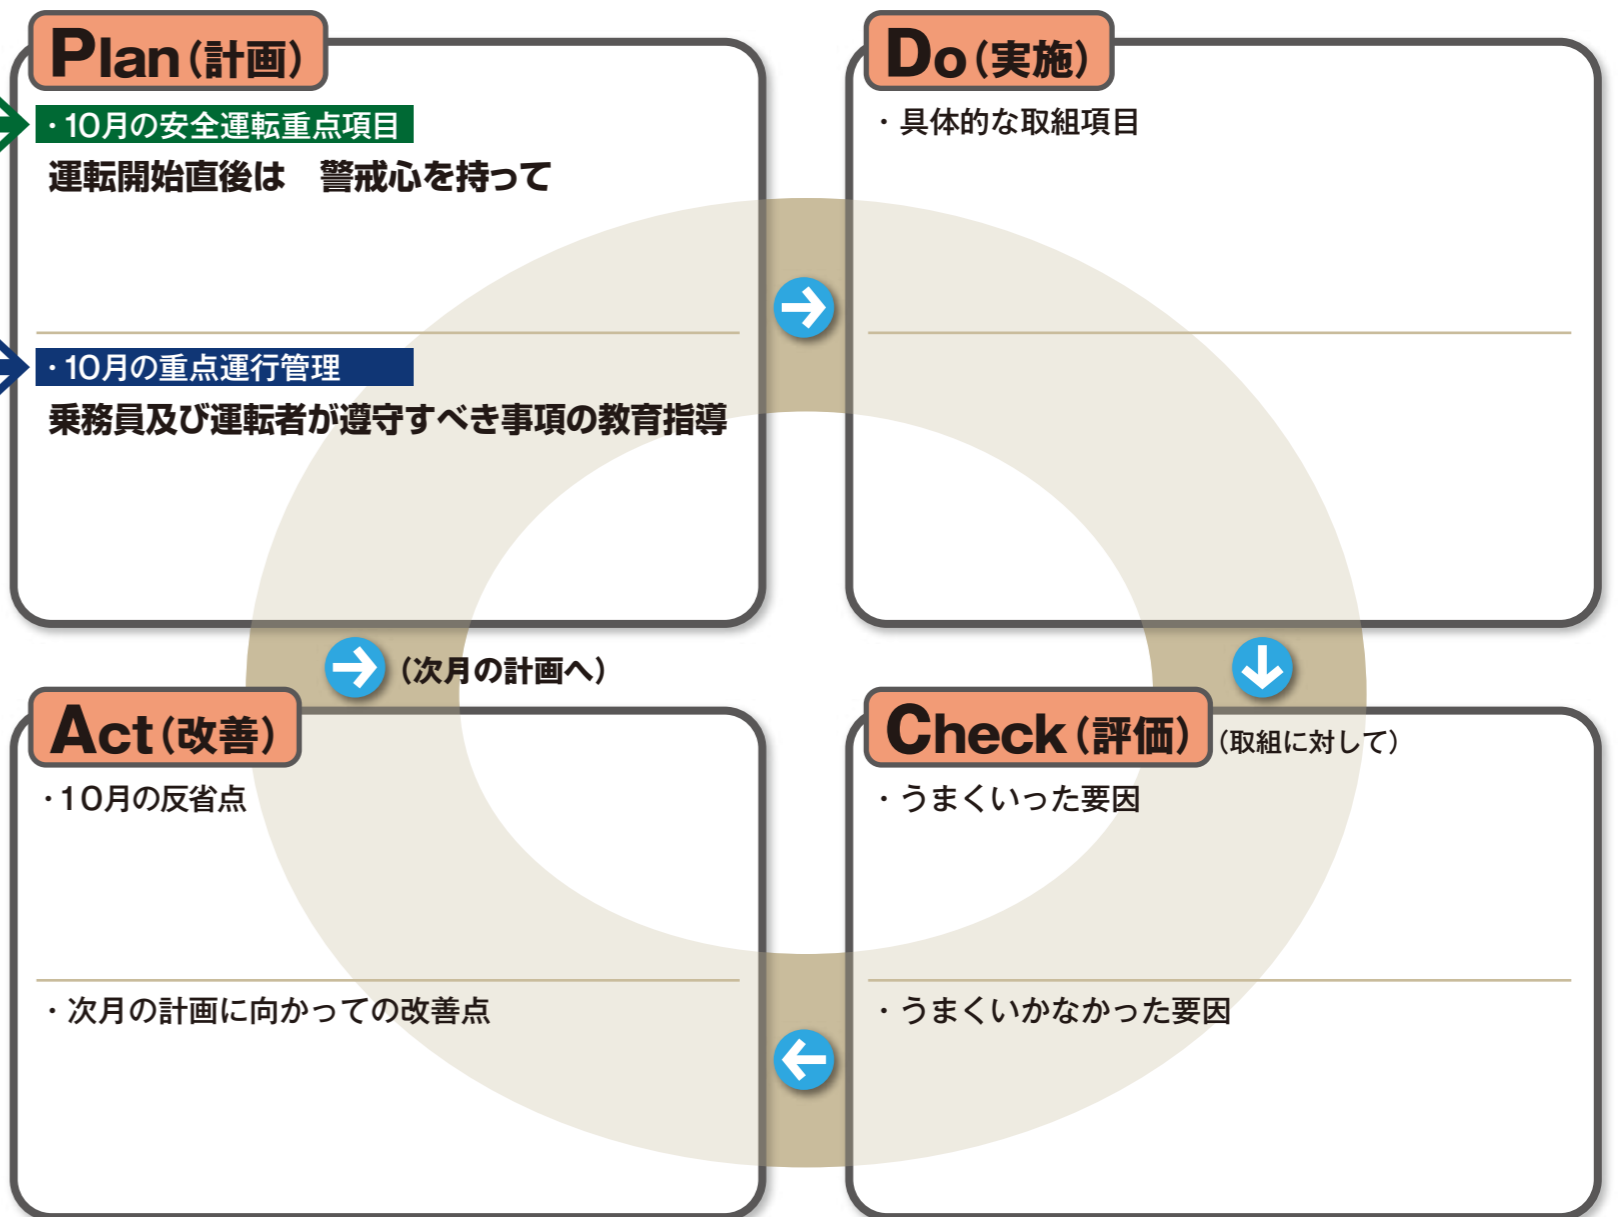 Plan(計画)
・10月の安全運転重点項目
運転開始直後は　警戒心を持って
・10月の重点運行管理
乗務員及び運転者が遵守すべき事項の教育指導
Do(実施)
・具体的な取組項目
(次月の計画へ)
Act(改善)
・10月の反省点
・次月の計画に向かっての改善点
Check(評価) (取組に対して)
・うまくいった要因
・うまくいかなかった要因